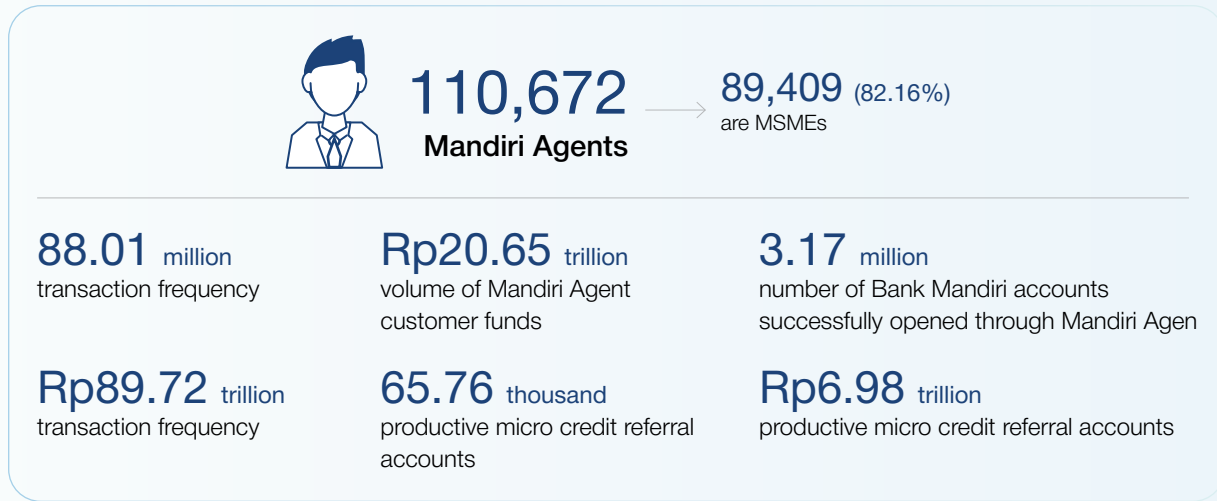 110,672
Mandiri Agents
89,409 (82.16%)
are MSMEs
88.01 million
transaction frequency
Rp20.65 trillion
volume of Mandiri Agent
customer funds
3.17 million
number of Bank Mandiri accounts
successfully opened through Mandiri Agen
Rp89.72 trillion
transaction frequency
65.76 thousand
productive micro credit referral
accounts
Rp6.98 trillion
productive micro credit referral accounts